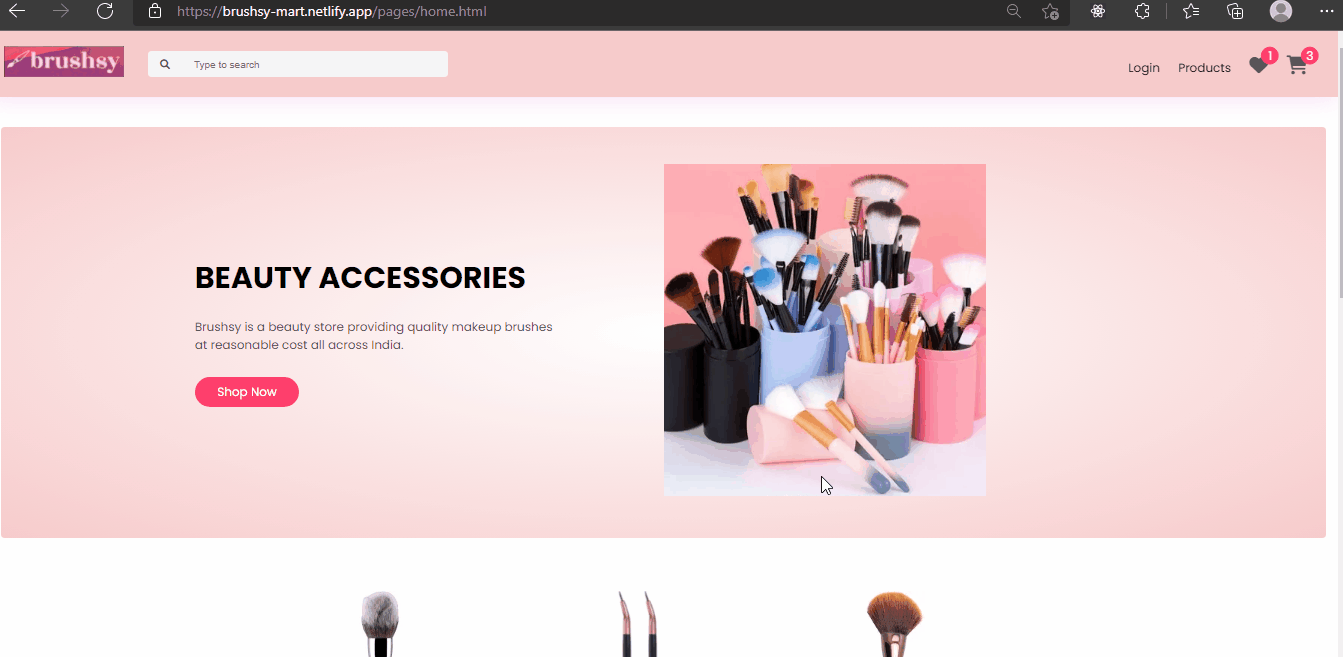 https://brushsy-mart.netlify.app/pages/home.html
brushsy
Type to search
Login
Products
1
3
BEAUTY ACCESSORIES
Brushsy is a beauty store providing quality makeup brushes
at reasonable cost all across India.
Shop Now